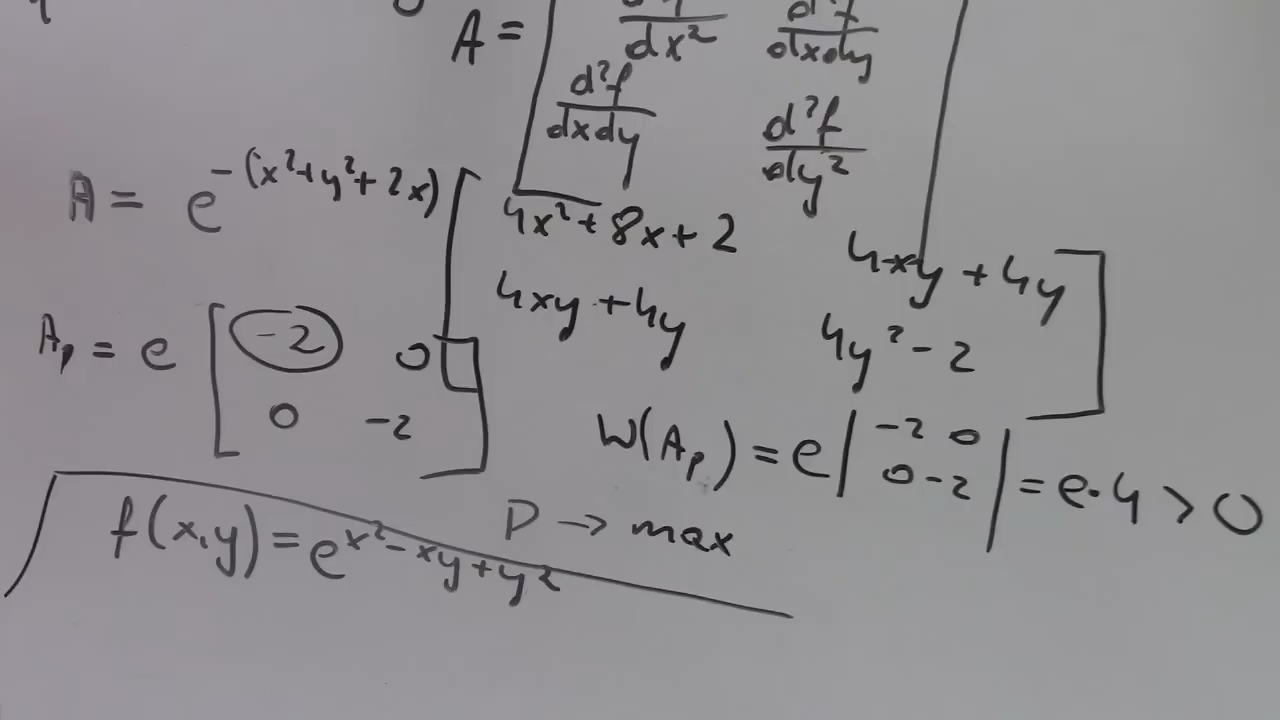 A = d²f/dx² d²f/dxdy
d²f/dxdy d²f/dy²
A = e^-(x²+y²+2x) [ 4x²+8x+2 4xy+4y
4xy+4y 4y²-2 ]
Aₚ = e [ -2 0
0 -2 ]
W(Aₚ) = e | -2 0
0 -2 | = e·4 > 0
P → max
f(x,y) = e^x²-xy+y²